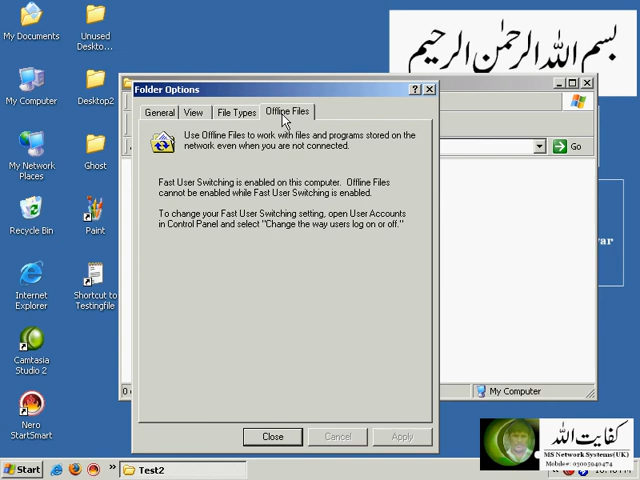 My Documents
Unused
Deskto...
My Computer
Desktop2
My Network
Places
Ghost
Recycle Bin
Paint
Internet
Explorer
Shortcut to
Testingfile
Camtasia
Studio 2
Nero
StartSmart
بسم الله الرحمٰن الرحيم
Folder Options
General
View
File Types
Offline Files
Use Offline Files to work with files and programs stored on the
network even when you are not connected.
Fast User Switching is enabled on this computer. Offline Files
cannot be enabled while Fast User Switching is enabled.
To change your Fast User Switching setting, open User Accounts
in Control Panel and select "Change the way users log on or off."
Close
Cancel
Apply
Go
My Computer
کفایت اللہ
MS Network Systems(UK)
Mobile: 03005940474
Start
Test2